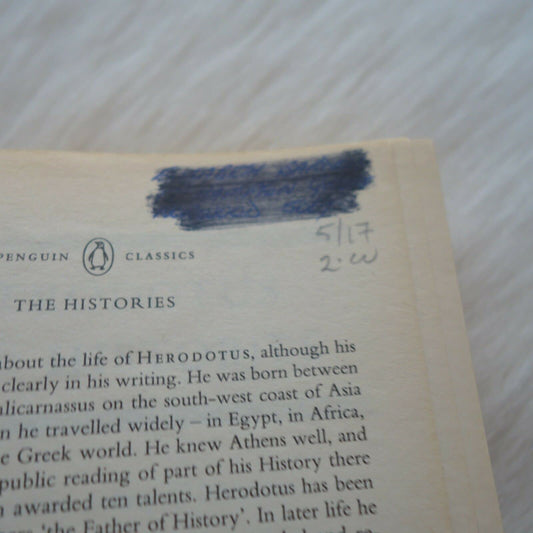 5/17
2.w
PENGUIN CLASSICS
THE HISTORIES
about the life of HERODOTUS, although his
clearly in his writing. He was born between
alicarnassus on the south-west coast of Asia
n he travelled widely – in Egypt, in Africa,
e Greek world. He knew Athens well, and
public reading of part of his History there
n awarded ten talents. Herodotus has been
'the Father of History'. In later life he